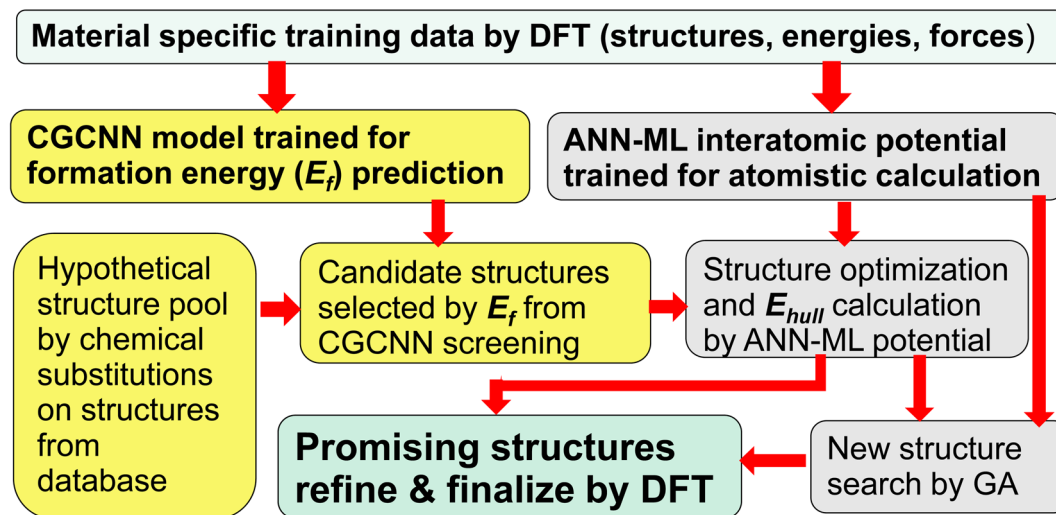 Material specific training data by DFT (structures, energies, forces)
CGCNN model trained for
formation energy (E_f) prediction
ANN-ML interatomic potential
trained for atomistic calculation
Hypothetical
structure pool
by chemical
substitutions
on structures
from
database
Candidate structures
selected by E_f from
CGCNN screening
Structure optimization
and E_hull calculation
by ANN-ML potential
Promising structures
refine & finalize by DFT
New structure
search by GA